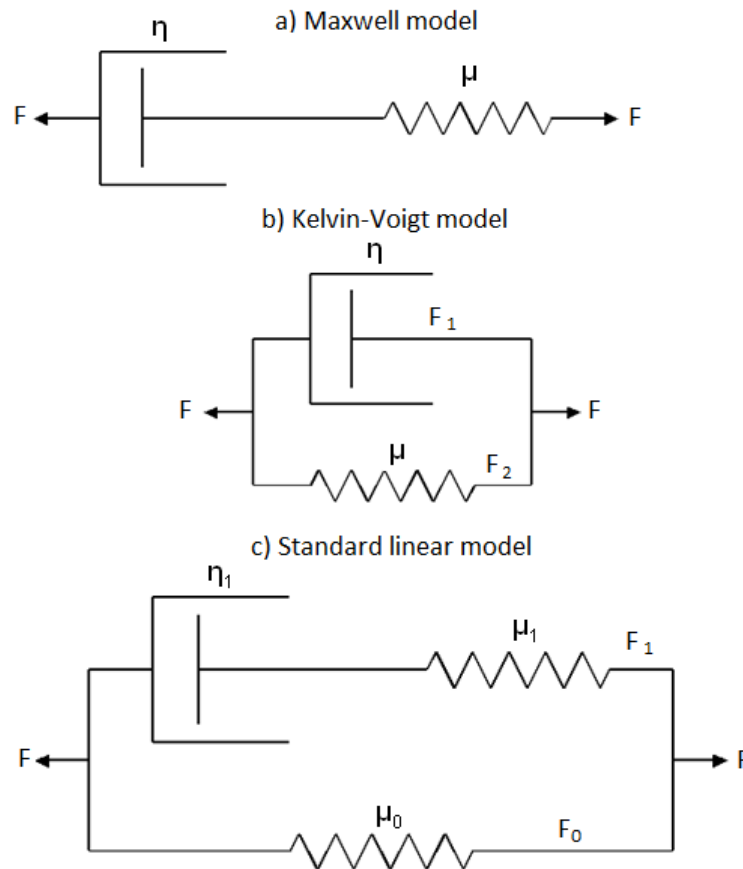 a) Maxwell model
η
μ
F F
b) Kelvin-Voigt model
η
F₁
F F
μ
F₂
c) Standard linear model
η₁
μ₁
F₁
F F
μ₀
F₀